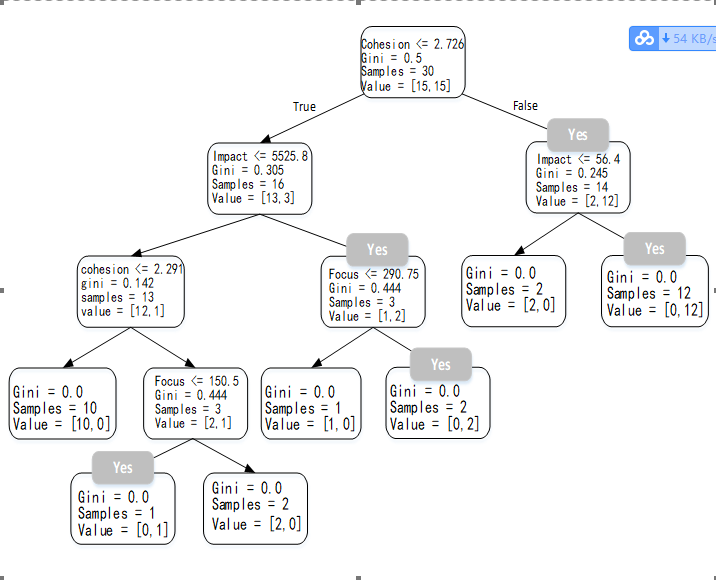 Cohesion <= 2.726
Gini = 0.5
Samples = 30
Value = [15,15]
54 KB/s
True
False
Yes
Impact <= 5525.8
Gini = 0.305
Samples = 16
Value = [13,3]
Impact <= 56.4
Gini = 0.245
Samples = 14
Value = [2,12]
Yes
Yes
cohesion <= 2.291
gini = 0.142
samples = 13
value = [12,1]
Focus <= 290.75
Gini = 0.444
Samples = 3
Value = [1,2]
Gini = 0.0
Samples = 2
Value = [2,0]
Gini = 0.0
Samples = 12
Value = [0,12]
Yes
Gini = 0.0
Samples = 10
Value = [10,0]
Focus <= 150.5
Gini = 0.444
Samples = 3
Value = [2,1]
Gini = 0.0
Samples = 1
Value = [1,0]
Gini = 0.0
Samples = 2
Value = [0,2]
Yes
Gini = 0.0
Samples = 1
Value = [0,1]
Gini = 0.0
Samples = 2
Value = [2,0]